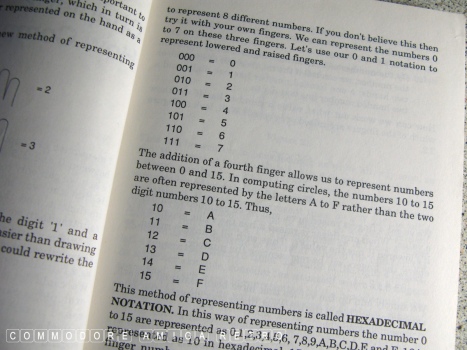 portant to
nger, which in turn is
represented on the hand as a
new method of representing
= 2
= 3
he digit '1' and a
asier than drawing
could rewrite the
to represent 8 different numbers. If you don't believe this then
try it with your own fingers. We can represent the numbers 0
to 7 on these three fingers. Let's use our 0 and 1 notation to
represent lowered and raised fingers.
000 = 0
001 = 1
010 = 2
011 = 3
100 = 4
101 = 5
110 = 6
111 = 7
The addition of a fourth finger allows us to represent numbers
between 0 and 15. In computing circles, the numbers 10 to 15
are often represented by the letters A to F rather than the two
digit numbers 10 to 15. Thus,
10 = A
11 = B
12 = C
13 = D
14 = E
15 = F
This method of representing numbers is called HEXADECIMAL
NOTATION. In this way of representing numbers the number 0
to 15 are represented as 0,1,2,3,4,5,6,7,8,9,A,B,C,D,E and F.
in hexadecimal
finger
COMMODORE AMIGA RETRO